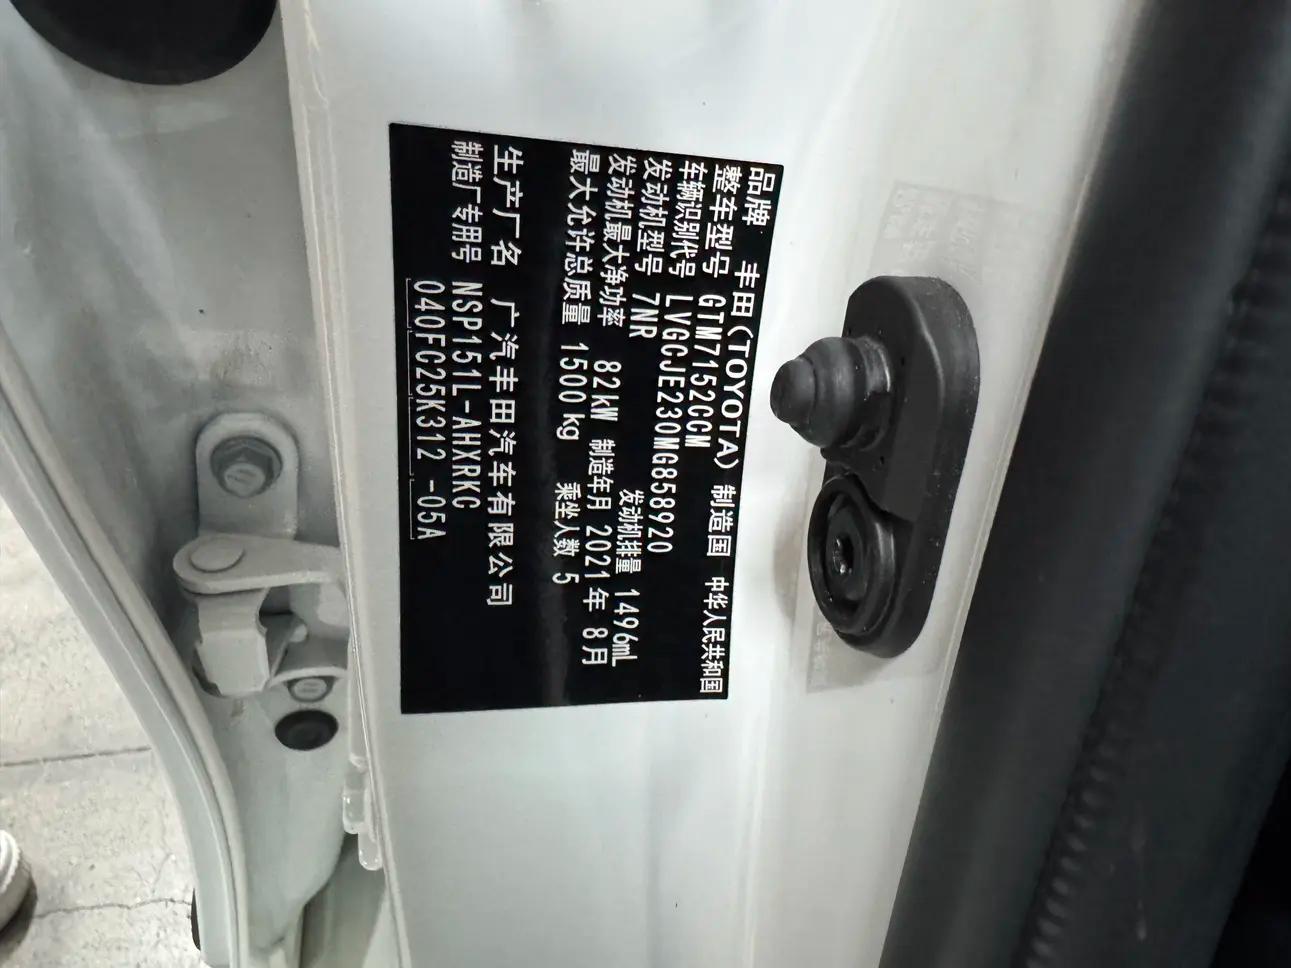 品牌 丰田(TOYOTA) 制造国 中华人民共和国
整车型号 GTM7152CCM
车辆识别代号 LVGCJE230MG858920
发动机型号 7NR 发动机排量 1496mL
发动机最大净功率 82kW 制造年月 2021年 8月
最大允许总质量 1500kg 乘坐人数 5
生产厂名 广汽丰田汽车有限公司
制造厂专用号 NSP151L-AHXRKC
040FC25K312 -05A